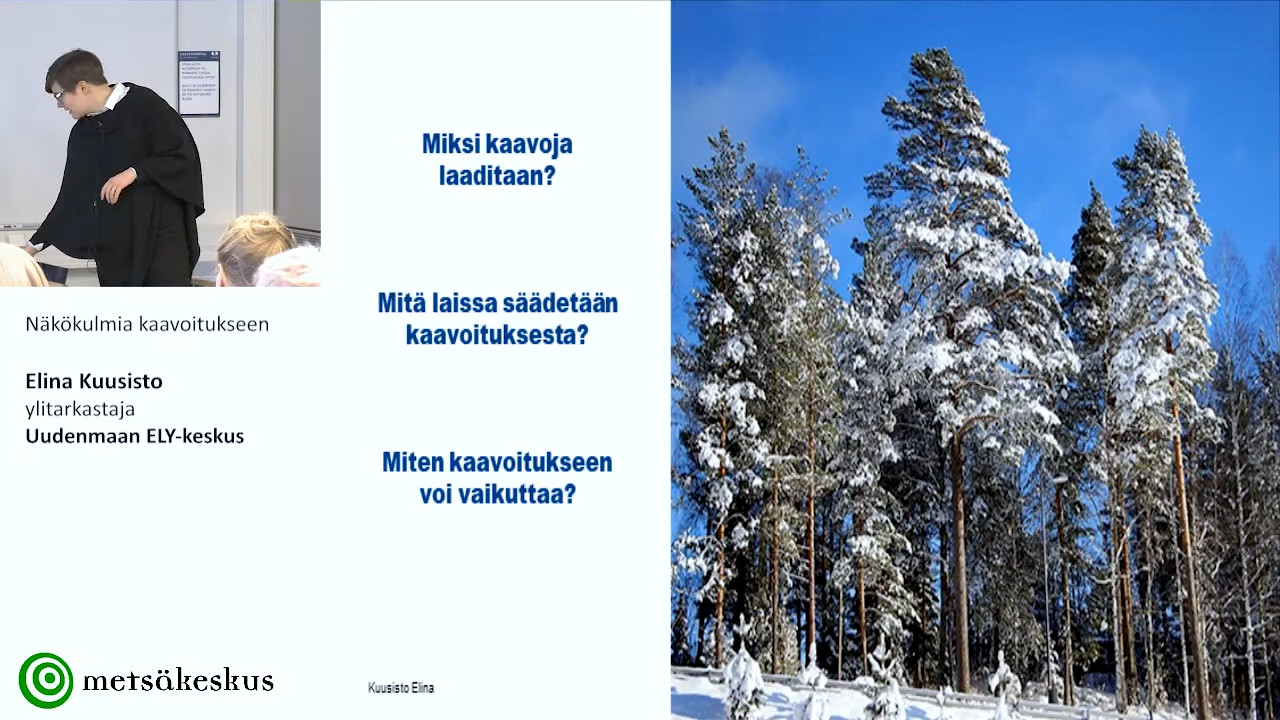 Näkökulmia kaavoitukseen
Elina Kuusisto
ylitarkastaja
Uudenmaan ELY-keskus
metsäkeskus
Miksi kaavoja
laaditaan?
Mitä laissa säädetään
kaavoituksesta?
Miten kaavoitukseen
voi vaikuttaa?
Kuusisto Elina